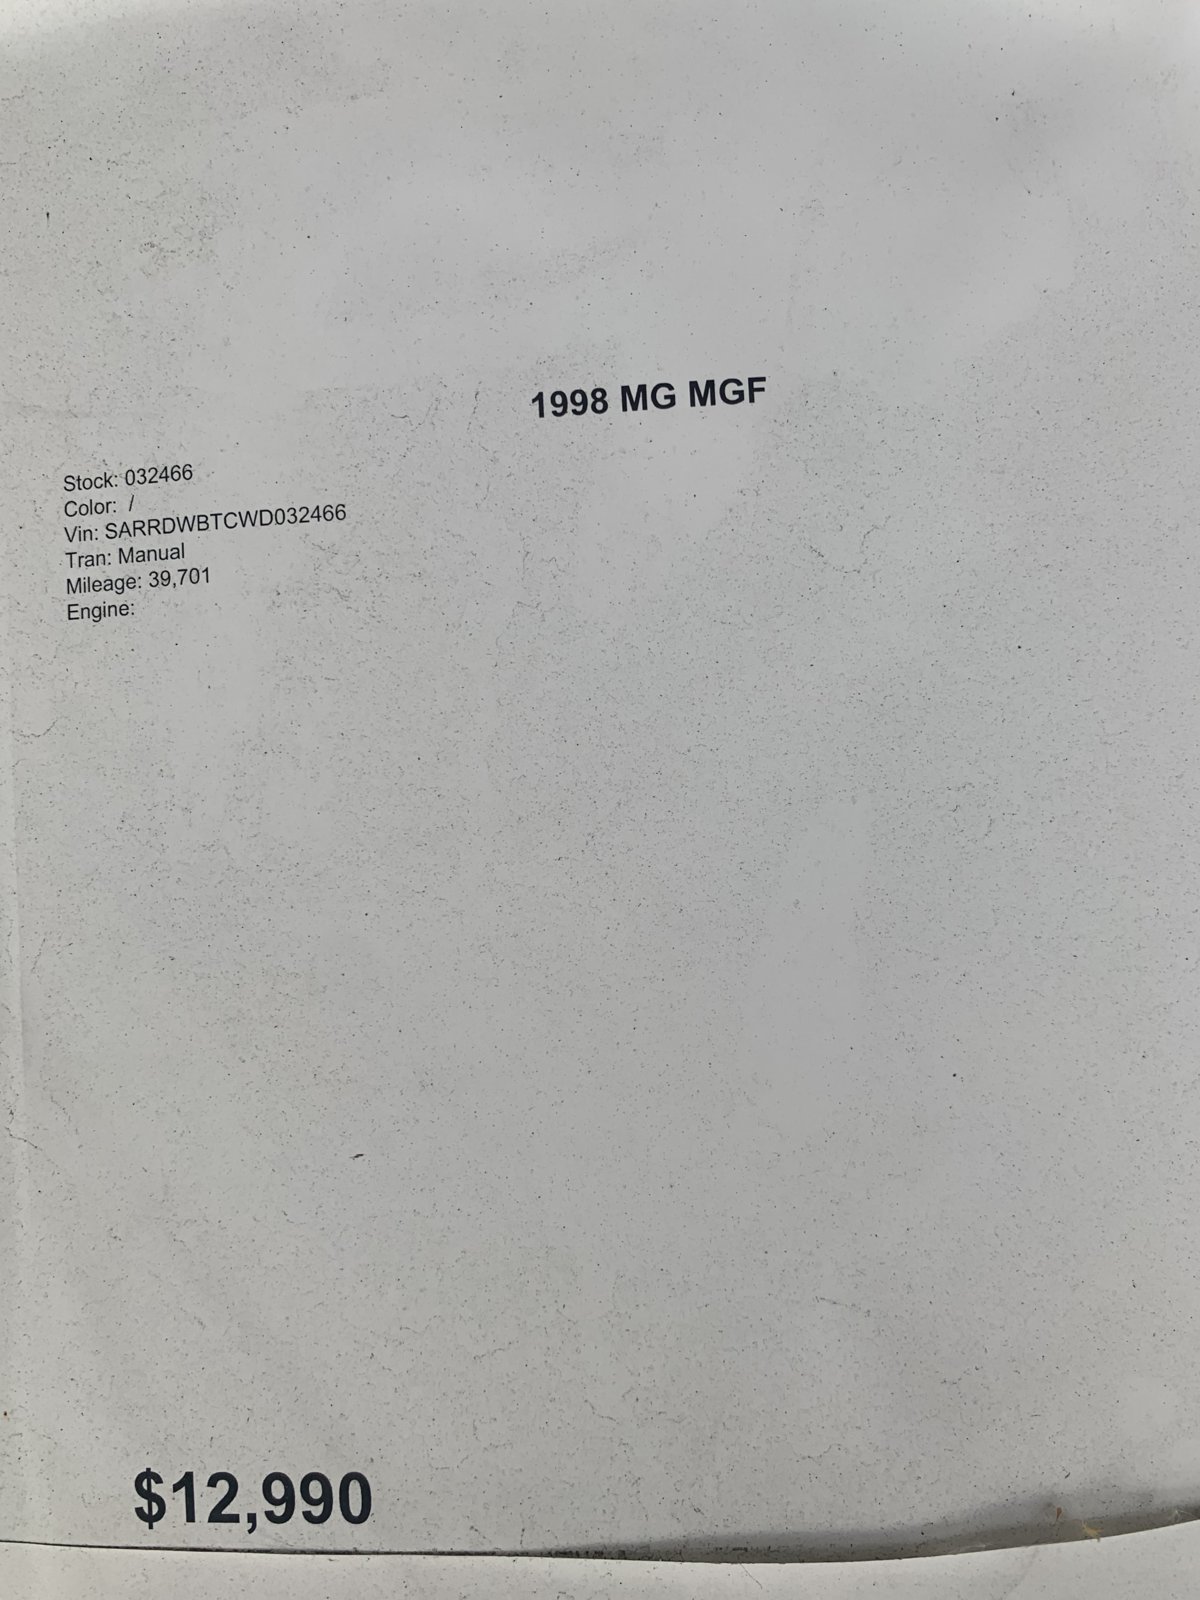 1998 MG MGF
Stock: 032466
Color: /
Vin: SARRDWBTCWD032466
Tran: Manual
Mileage: 39,701
Engine:
$12,990